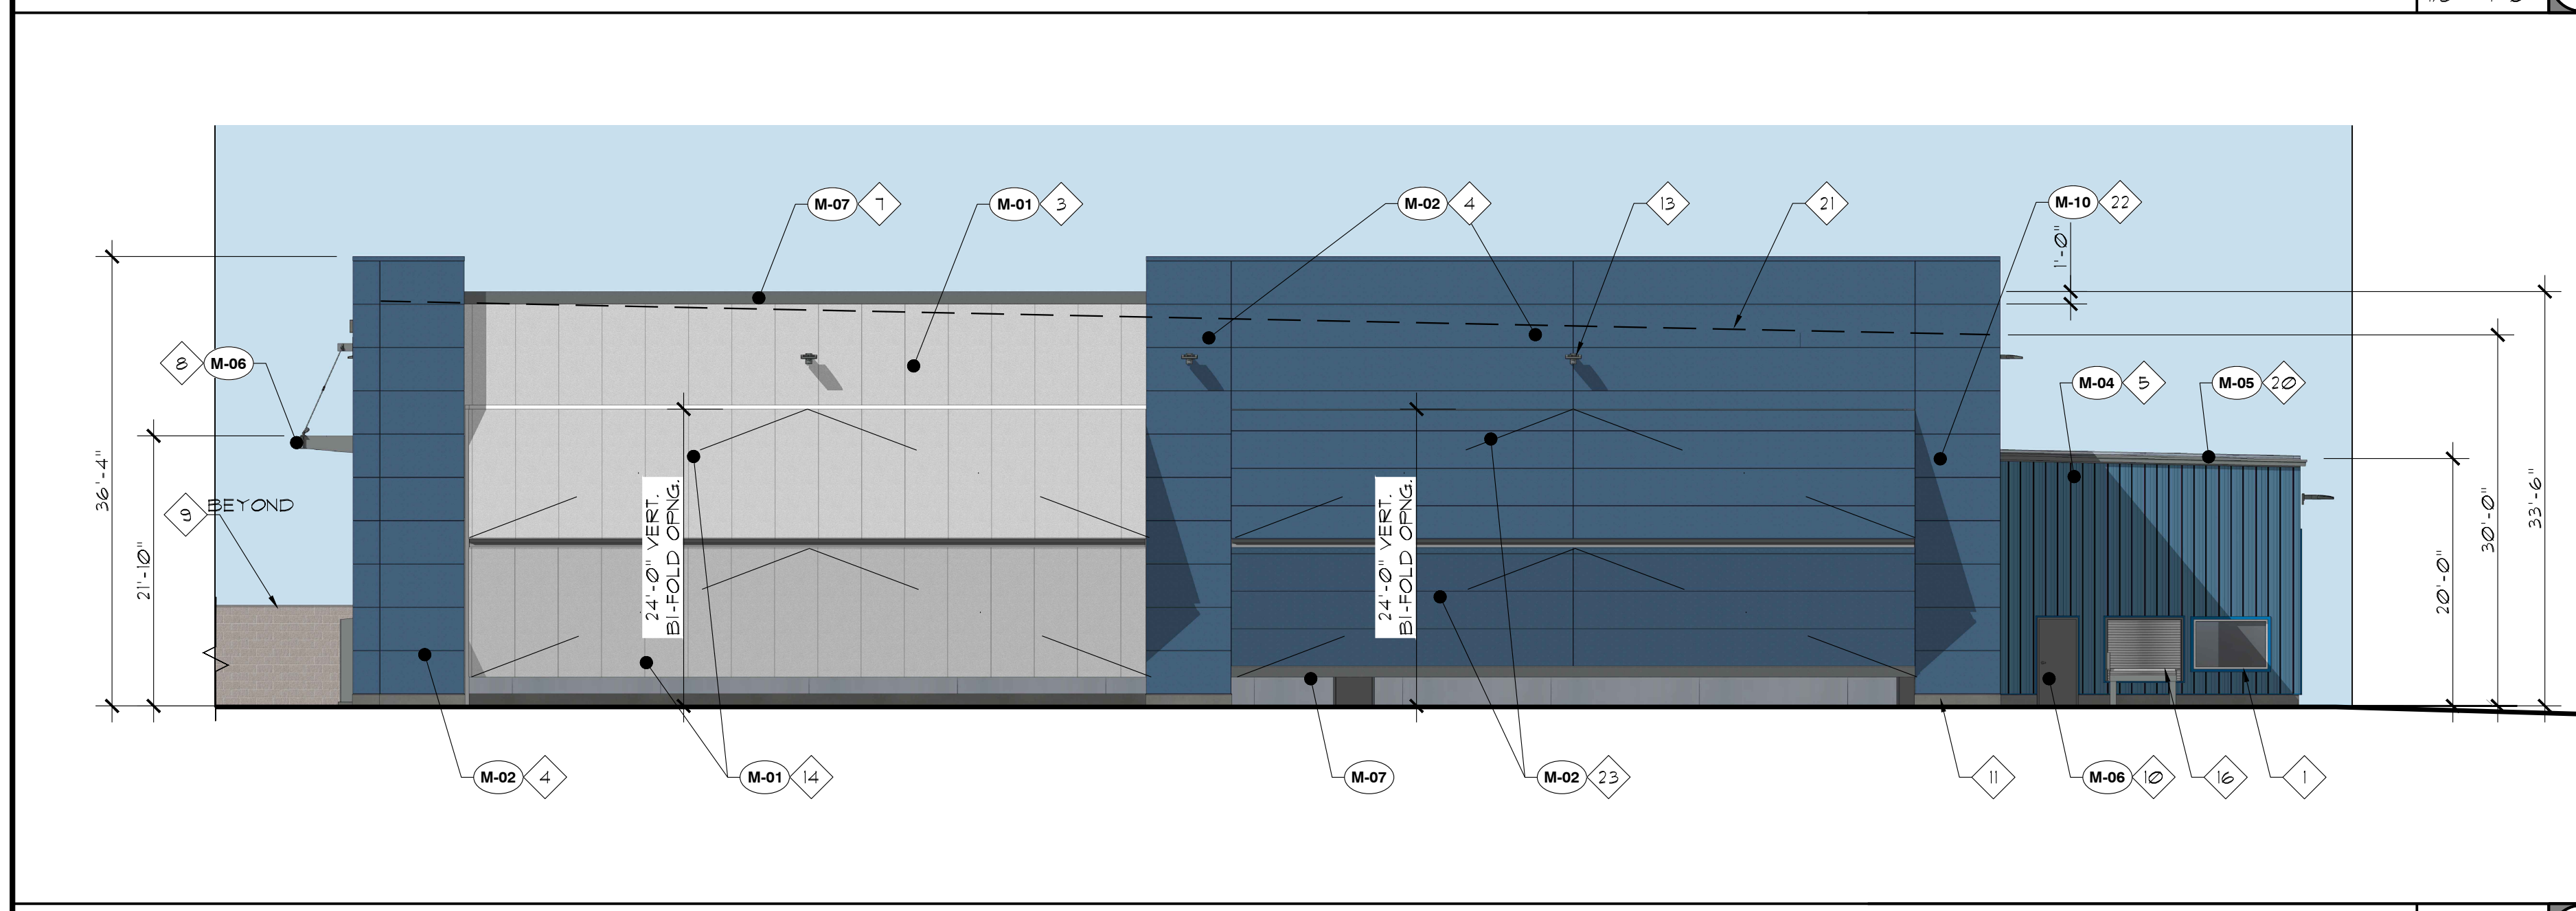 M-07 7
M-01 3
M-02 4
13
21
M-10 22
1'-0"
8 M-06
M-04 5
M-05 20
9 BEYOND
36'-4"
21'-10"
24'-0" VERT.
BI-FOLD OPNG.
24'-0" VERT.
BI-FOLD OPNG.
20'-0"
30'-0"
33'-6"
M-02 4
M-01 14
M-07
M-02 23
11
M-06 10
16
1